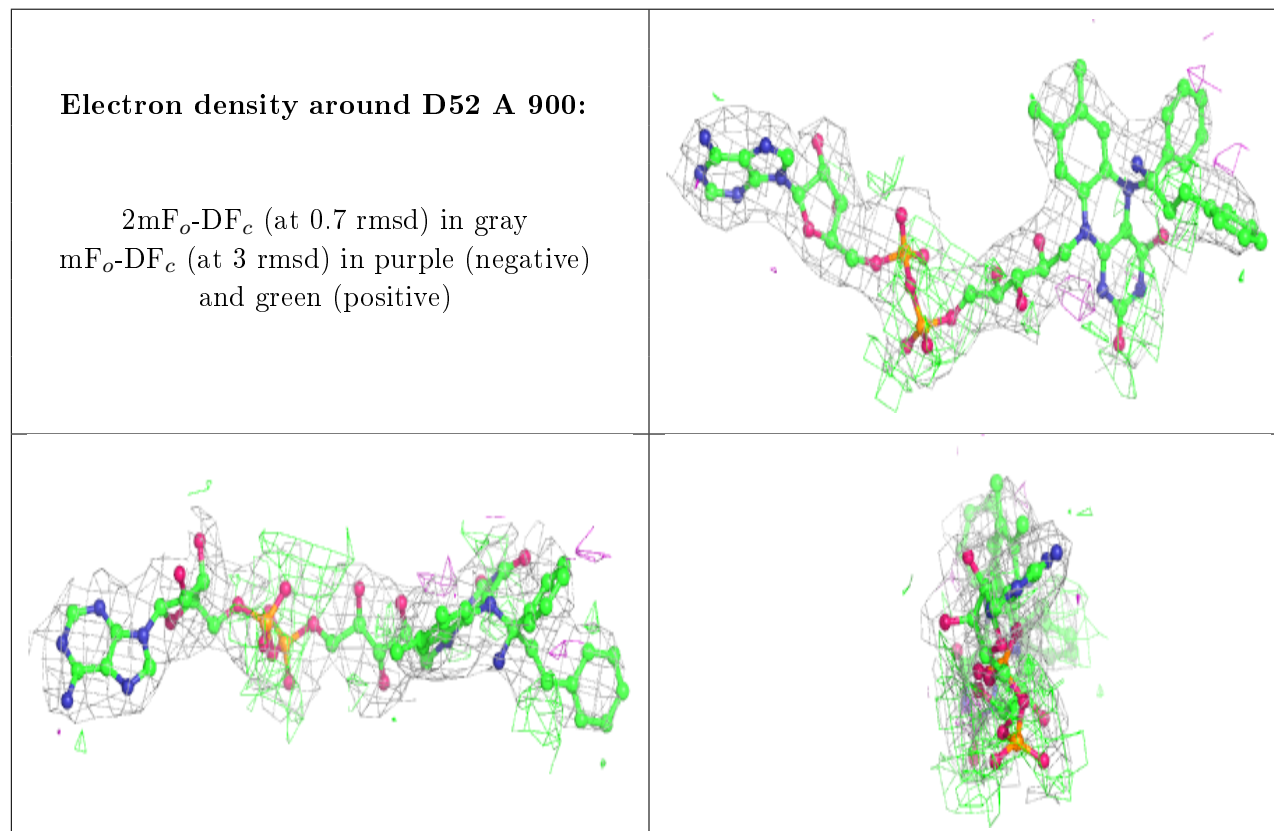 Electron density around D52 A 900:
2mFo-DFc (at 0.7 rmsd) in gray
mFo-DFc (at 3 rmsd) in purple (negative)
and green (positive)